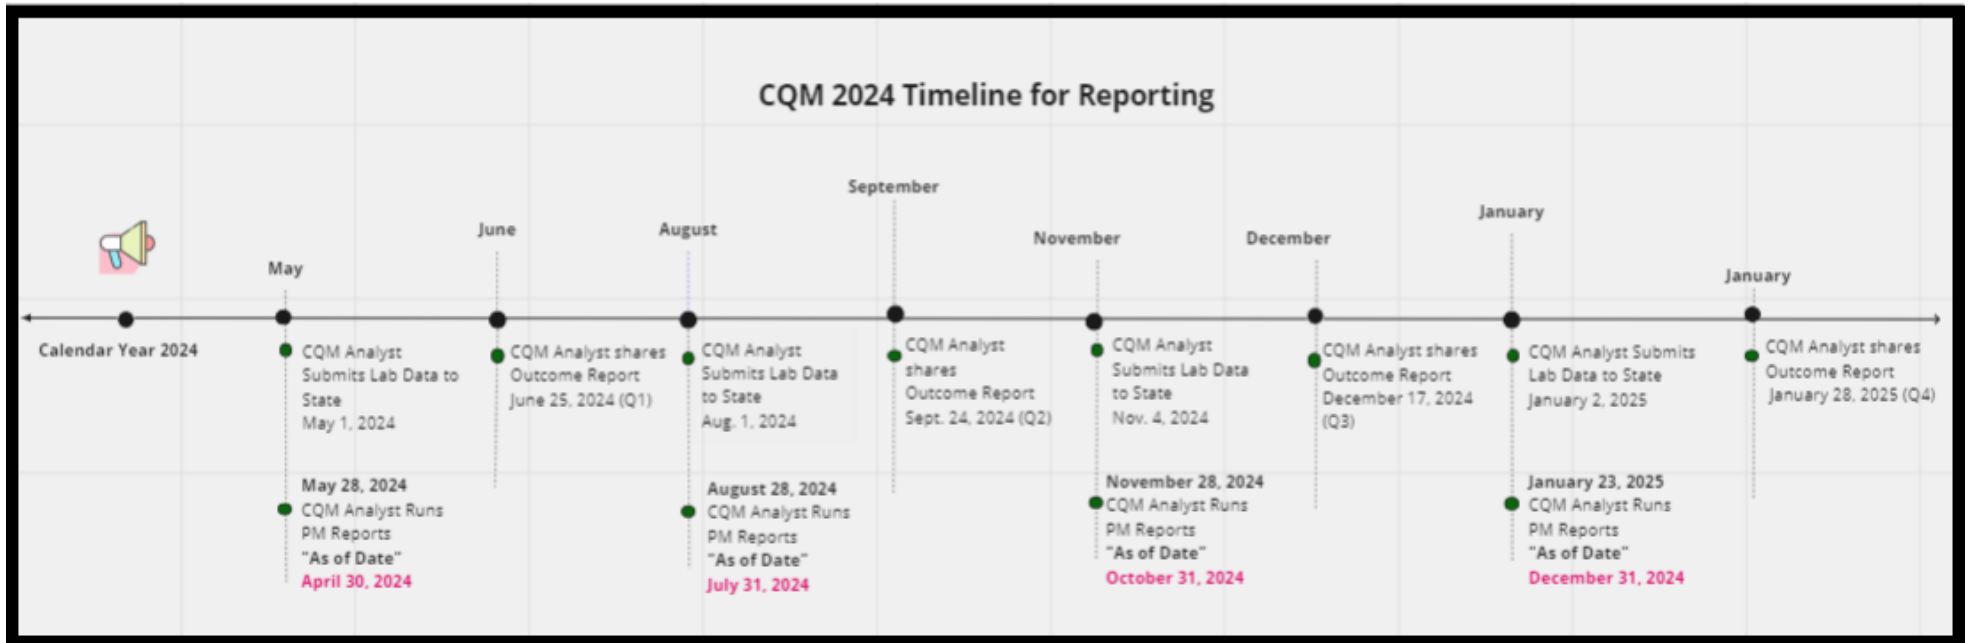 CQM 2024 Timeline for Reporting
Calendar Year 2024
May
CQM Analyst
Submits Lab Data to
State
May 1, 2024
May 28, 2024
CQM Analyst Runs
PM Reports
"As of Date"
April 30, 2024
June
CQM Analyst shares
Outcome Report
June 25, 2024 (Q1)
August
CQM Analyst
Submits Lab Data
to State
Aug. 1, 2024
August 28, 2024
CQM Analyst Runs
PM Reports
"As of Date"
July 31, 2024
September
CQM Analyst
shares
Outcome Report
Sept. 24, 2024 (Q2)
November
CQM Analyst
Submits Lab Data
to State
Nov. 4, 2024
November 28, 2024
CQM Analyst Runs
PM Reports
"As of Date"
October 31, 2024
December
CQM Analyst shares
Outcome Report
December 17, 2024
(Q3)
January
CQM Analyst Submits
Lab Data to State
January 2, 2025
January 23, 2025
CQM Analyst Runs
PM Reports
"As of Date"
December 31, 2024
January
CQM Analyst shares
Outcome Report
January 28, 2025 (Q4)